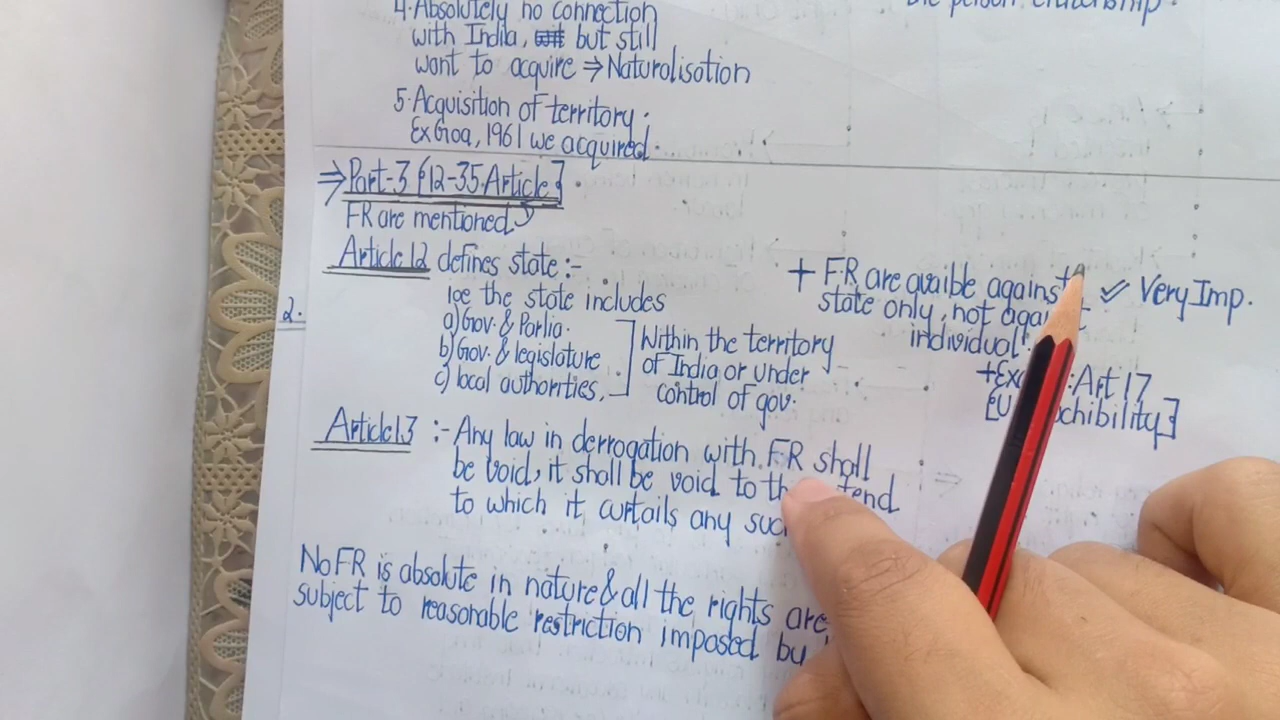 4. Absolutely no connection
with India, but still
want to acquire ⇒ Naturalisation
5. Acquisition of territory.
Ex Goa, 1961 we acquired.
the person citizenship.
⇒ Part-3 [12-35. Article].
FR are mentioned
Article 12 defines state :-
the state includes
a) Gov. & Parlia.
b) Gov. & legislature
c) local authorities,
Within the territory
of India or under
control of gov.
+ F.R are avaible against
state only, not
individual.
✓ Very Imp.
Art 17
2.
Article 13 :- Any law in derrogation with FR shall
be void, it shall be void to
to which it curtails any
No FR is absolute in nature & all the rights are
subject to reasonable restriction imposed by